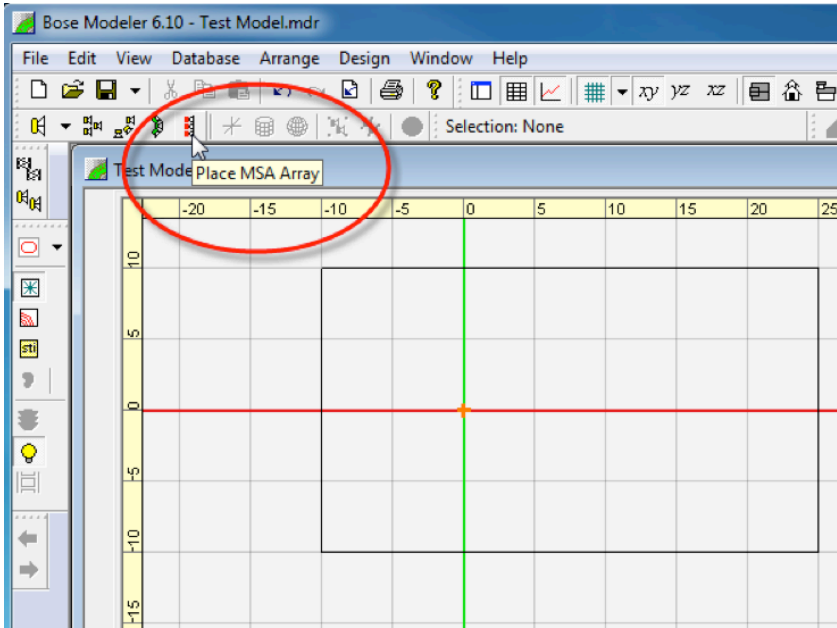 Bose Modeler 6.10 - Test Model.mdr
File Edit View Database Arrange Design Window Help
xy yz xz
Selection: None
Test Mode
Place MSA Array
-20 -15 -10 -5 0 5 10 15 20 25
10
5
0
-5
-10
-15
sti